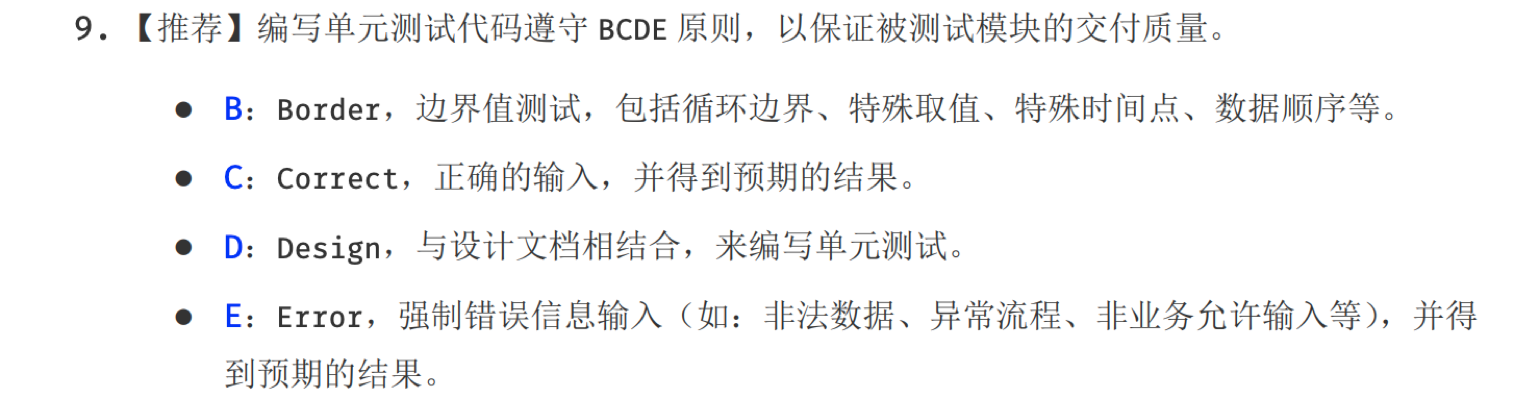 9. 【推荐】编写单元测试代码遵守 BCDE 原则，以保证被测试模块的交付质量。
● B：Border，边界值测试，包括循环边界、特殊取值、特殊时间点、数据顺序等。
● C：Correct，正确的输入，并得到预期的结果。
● D：Design，与设计文档相结合，来编写单元测试。
● E：Error，强制错误信息输入（如：非法数据、异常流程、非业务允许输入等），并得
到预期的结果。